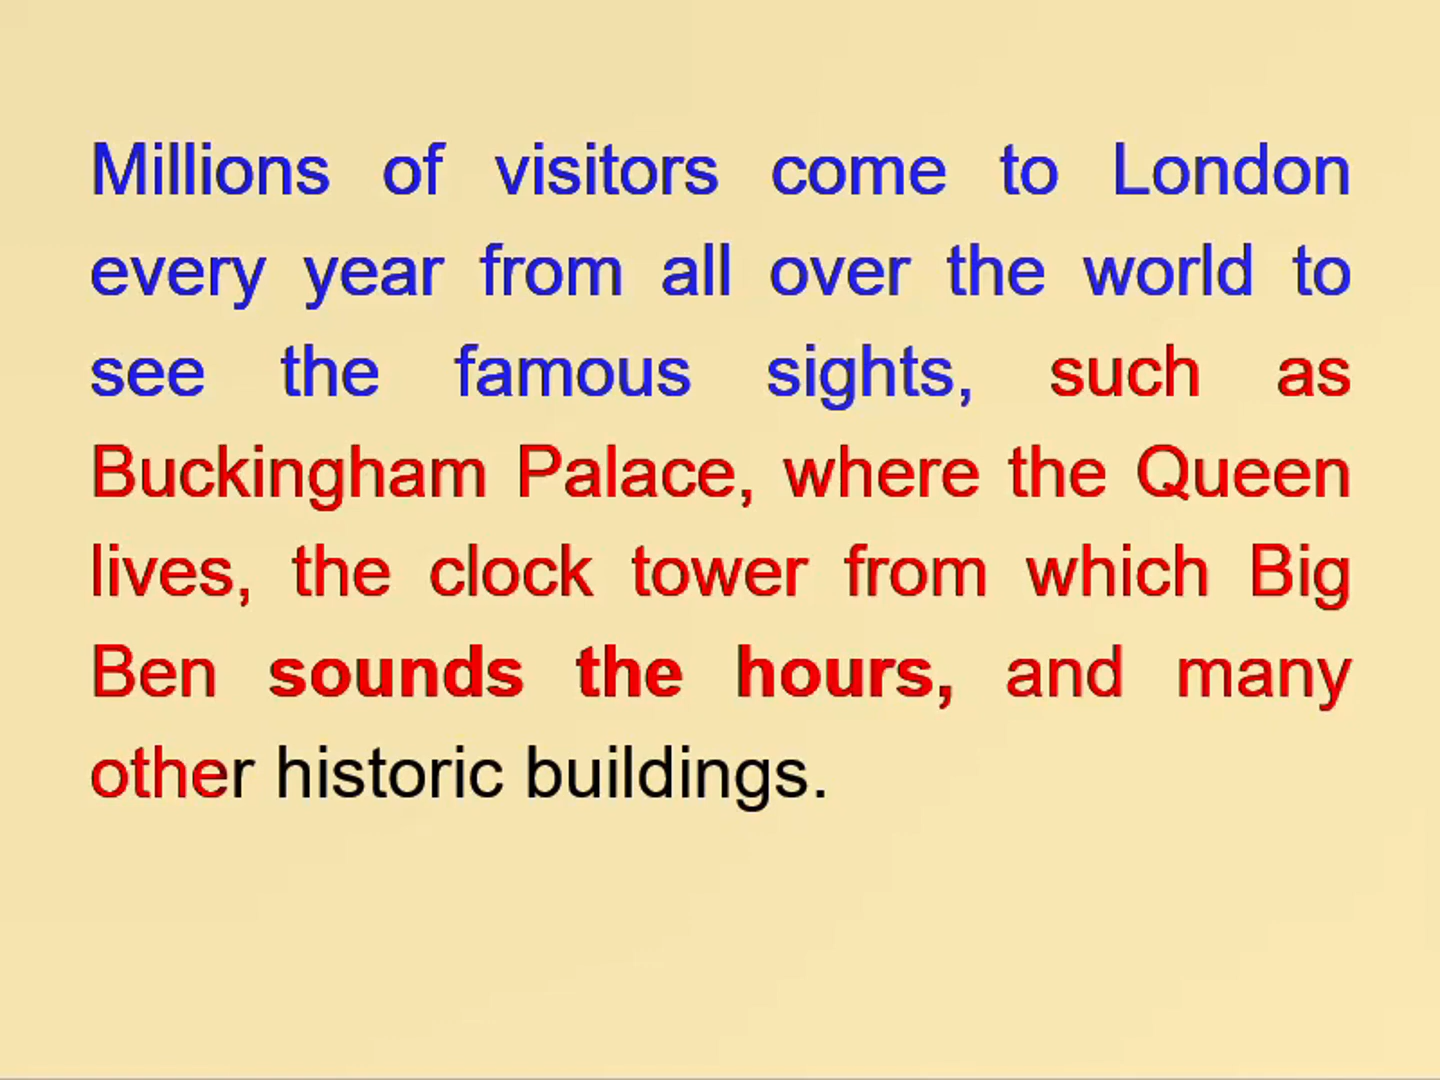 Millions of visitors come to London
every year from all over the world to
see the famous sights, such as
Buckingham Palace, where the Queen
lives, the clock tower from which Big
Ben sounds the hours, and many
other historic buildings.